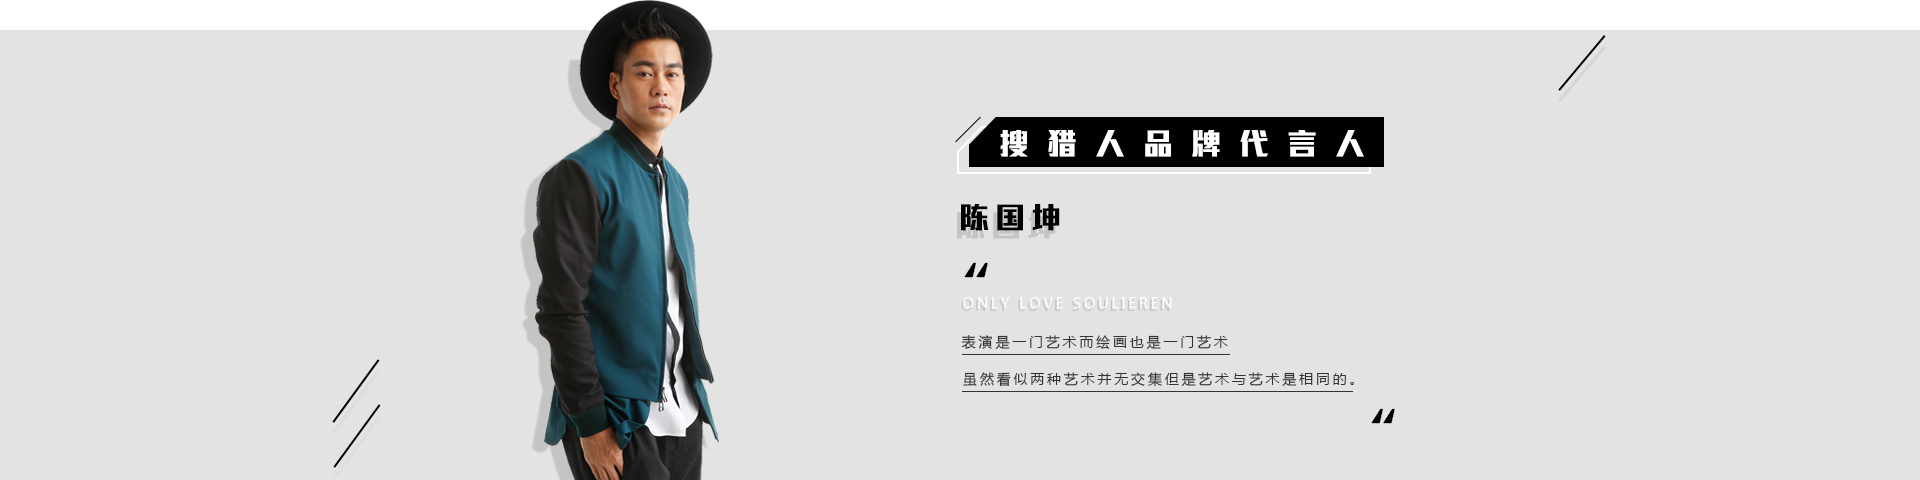 搜猎人品牌代言人
陈国坤
ONLY LOVE SOULIEREN
表演是一门艺术而绘画也是一门艺术
虽然看似两种艺术并无交集但是艺术与艺术是相同的。